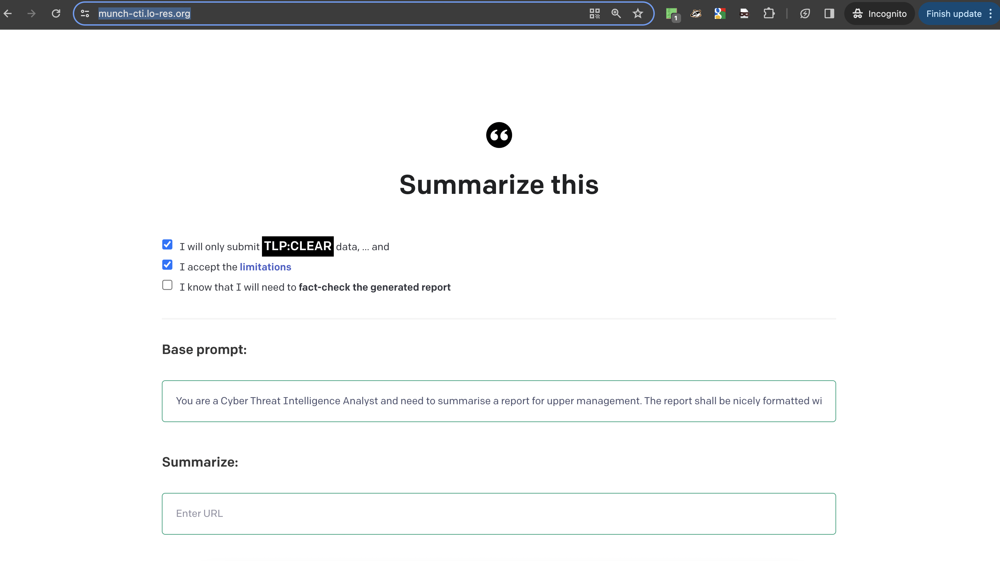 munch-cti.lo-res.org
1
Incognito
Finish update
Summarize this
I will only submit TLP:CLEAR data, ... and
I accept the limitations
I know that I will need to fact-check the generated report
Base prompt:
You are a Cyber Threat Intelligence Analyst and need to summarise a report for upper management. The report shall be nicely formatted wi
Summarize:
Enter URL